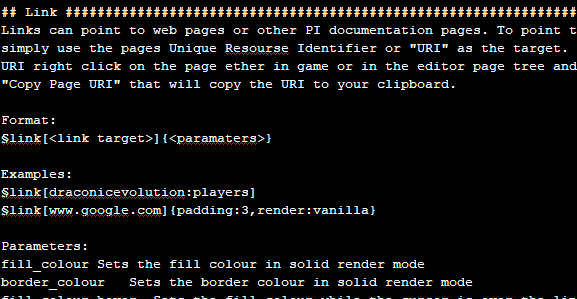 ## Link ################################################################
Links can point to web pages or other PI documentation pages. To point t
simply use the pages Unique Resourse Identifier or "URI" as the target.
URI right click on the page ether in game or in the editor page tree and
"Copy Page URI" that will copy the URI to your clipboard.
Format:
§link[<link target>]{<paramaters>}
Examples:
§link[draconicevolution:players]
§link[www.google.com]{padding:3,render:vanilla}
Parameters:
fill_colour Sets the fill colour in solid render mode
border_colour   Sets the border colour in solid render mode